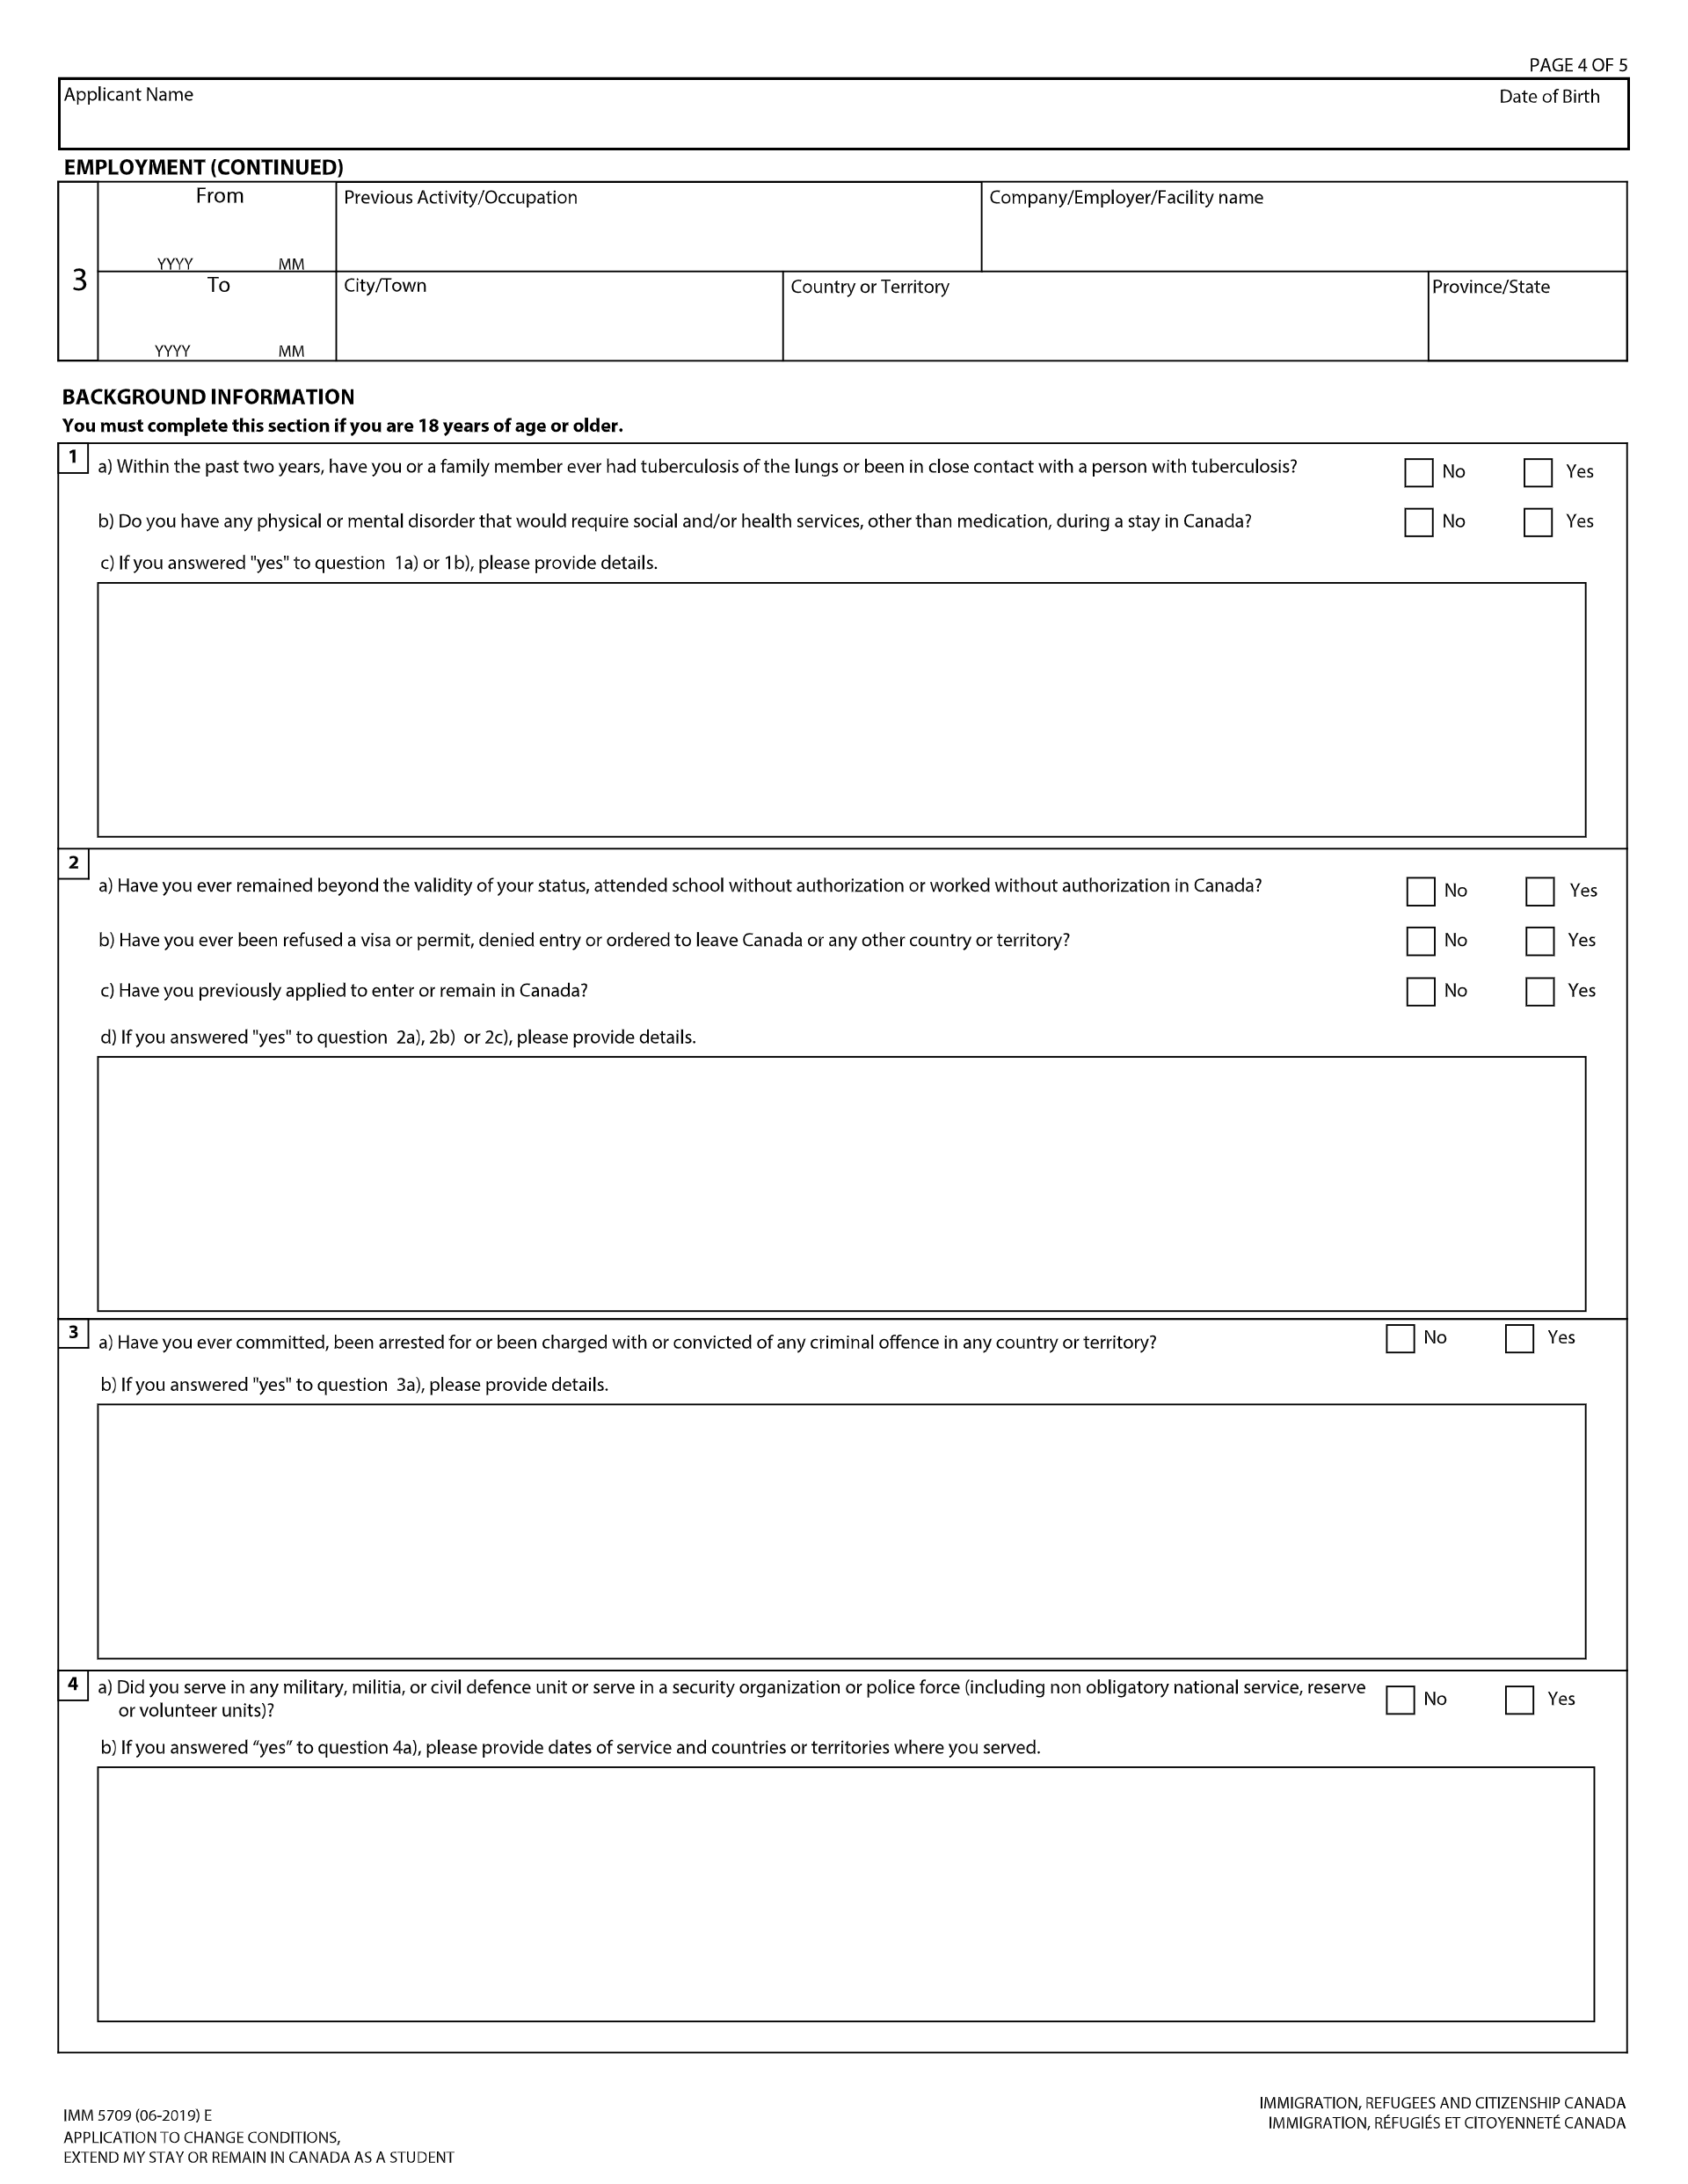 PAGE 4 OF 5
Applicant Name
Date of Birth
EMPLOYMENT (CONTINUED)
3
From
YYYY MM
Previous Activity/Occupation
Company/Employer/Facility name
To
YYYY MM
City/Town
Country or Territory
Province/State
BACKGROUND INFORMATION
You must complete this section if you are 18 years of age or older.
1
a) Within the past two years, have you or a family member ever had tuberculosis of the lungs or been in close contact with a person with tuberculosis? No Yes
b) Do you have any physical or mental disorder that would require social and/or health services, other than medication, during a stay in Canada? No Yes
c) If you answered "yes" to question 1a) or 1b), please provide details.
2
a) Have you ever remained beyond the validity of your status, attended school without authorization or worked without authorization in Canada? No Yes
b) Have you ever been refused a visa or permit, denied entry or ordered to leave Canada or any other country or territory? No Yes
c) Have you previously applied to enter or remain in Canada? No Yes
d) If you answered "yes" to question 2a), 2b) or 2c), please provide details.
3
a) Have you ever committed, been arrested for or been charged with or convicted of any criminal offence in any country or territory? No Yes
b) If you answered "yes" to question 3a), please provide details.
4
a) Did you serve in any military, militia, or civil defence unit or serve in a security organization or police force (including non obligatory national service, reserve
or volunteer units)? No Yes
b) If you answered “yes” to question 4a), please provide dates of service and countries or territories where you served.
IMM 5709 (06-2019) E
APPLICATION TO CHANGE CONDITIONS,
EXTEND MY STAY OR REMAIN IN CANADA AS A STUDENT
IMMIGRATION, REFUGEES AND CITIZENSHIP CANADA
IMMIGRATION, RÉFUGIÉS ET CITOYENNETÉ CANADA